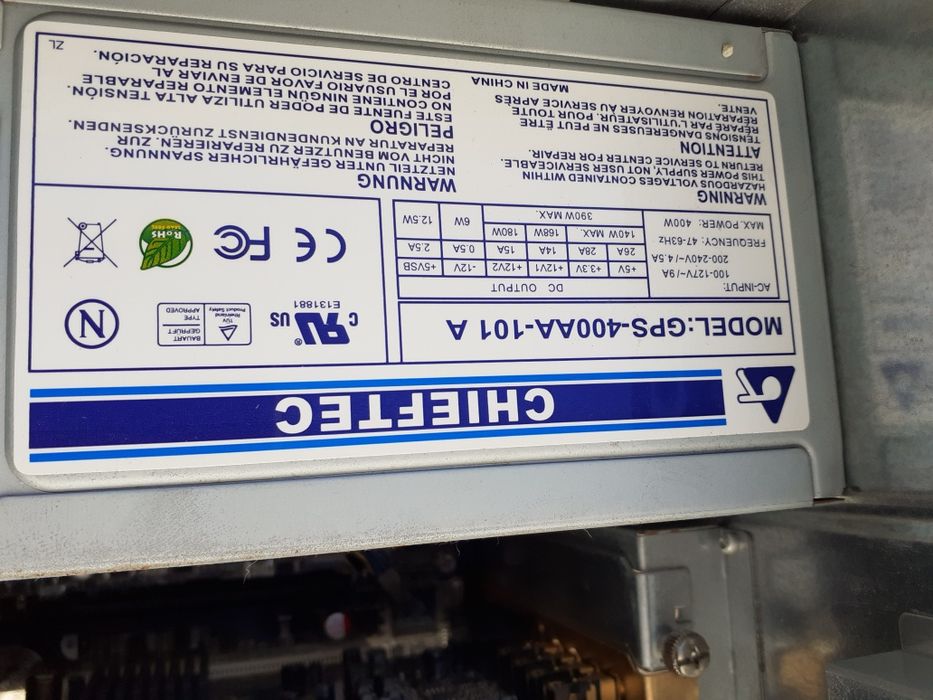 CHIEFTEC
MODEL:GPS-400AA-101 A
AC-INPUT:
100-127V~/9A
200-240V~/4.5A
FREQUENCY: 47-63Hz
MAX. POWER: 400W
DC OUTPUT
+5V +3.3V +12V1 +12V2 -12V +5VSB
26A 28A 14A 15A 0.5A 2.5A
140W MAX. 168W 180W 6W 12.5W
390W MAX.
c RU US
®
E131881
TÜV
Rheinland
Product Safety
BAUART
GEPRÜFT
TYPE
APPROVED
N
CE FC
RoHS
WARNING
HAZARDOUS VOLTAGES CONTAINED WITHIN
THIS POWER SUPPLY, NOT USER SERVICEABLE.
RETURN TO SERVICE CENTER FOR REPAIR.
ATTENTION
TENSIONS DANGEREUSES NE PEUT ÊTRE
RÉPARÉ PAR L'UTILISATEUR. POUR TOUTE
RÉPARATION RENVOYER AU SERVICE APRÈS
VENTE.
MADE IN CHINA
WARNUNG
NETZTEIL UNTER GEFÄHRLICHER SPANNUNG.
NICHT VOM BENUTZER ZU REPARIEREN. ZUR
REPARATUR AN KUNDENDIENST ZURÜCKSENDEN.
PELIGRO
ESTE FUENTE DE PODER UTILIZA ALTA TENSIÓN.
NO CONTIENE NINGÚN ELEMENTO REPARABLE
POR EL USUARIO FAVOR DE ENVIAR AL
CENTRO DE SERVICIO PARA SU REPARACIÓN.
ZL